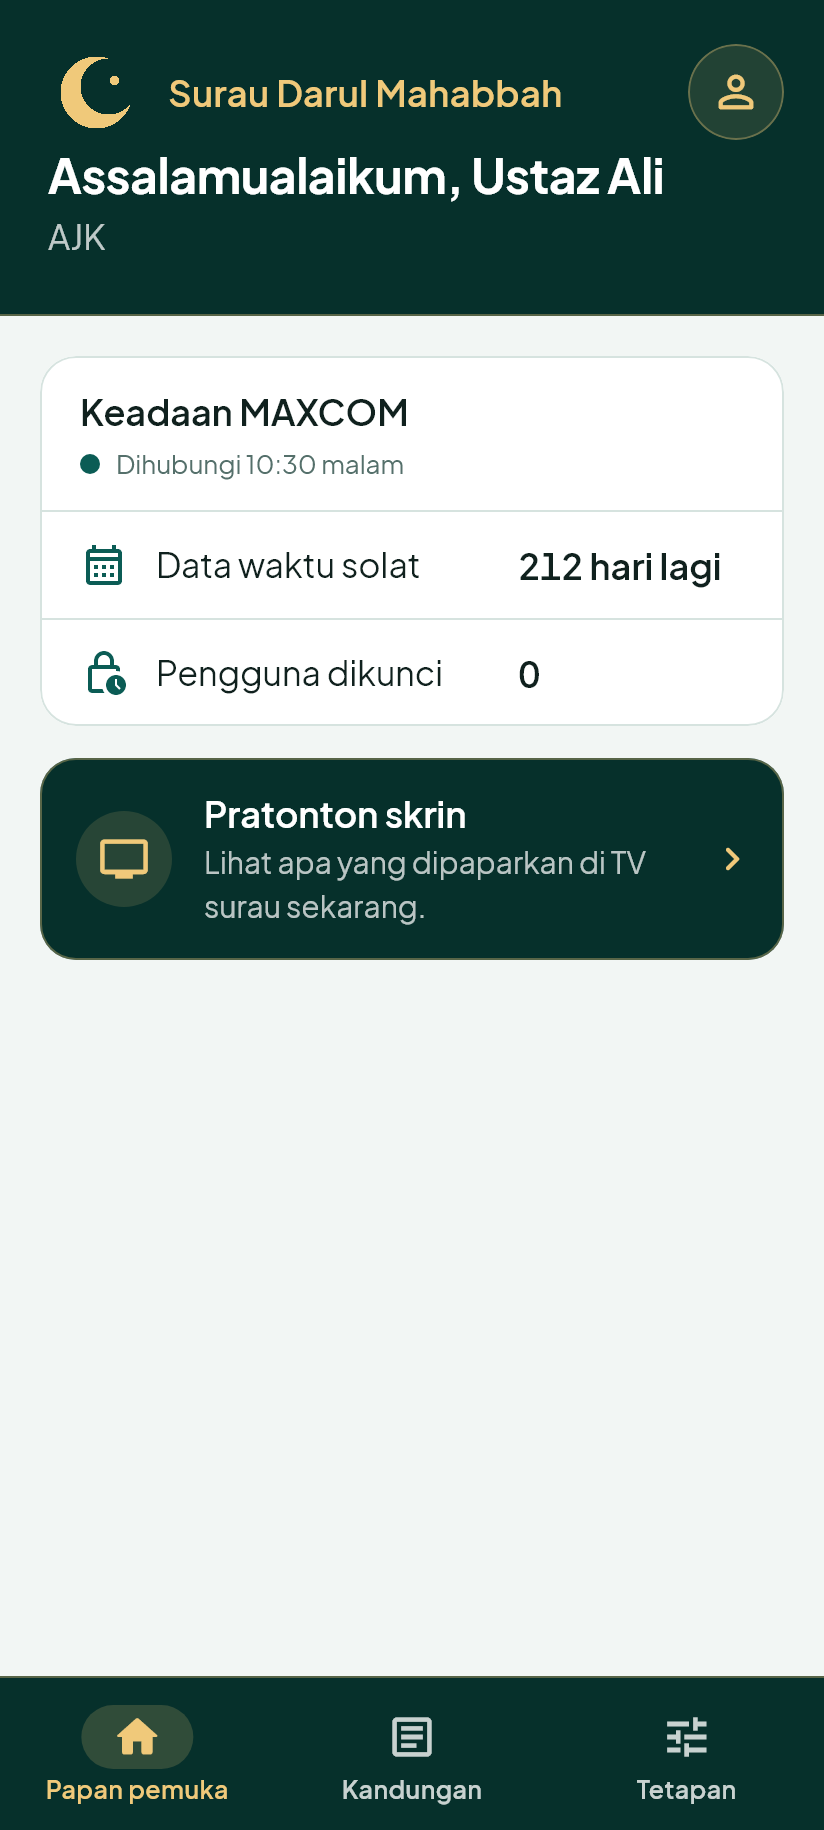 Surau Darul Mahabbah
Assalamualaikum, Ustaz Ali
AJK
Keadaan MAXCOM
Dihubungi 10:30 malam
Data waktu solat 212 hari lagi
Pengguna dikunci 0
Pratonton skrin
Lihat apa yang dipaparkan di TV
surau sekarang.
Papan pemuka Kandungan Tetapan